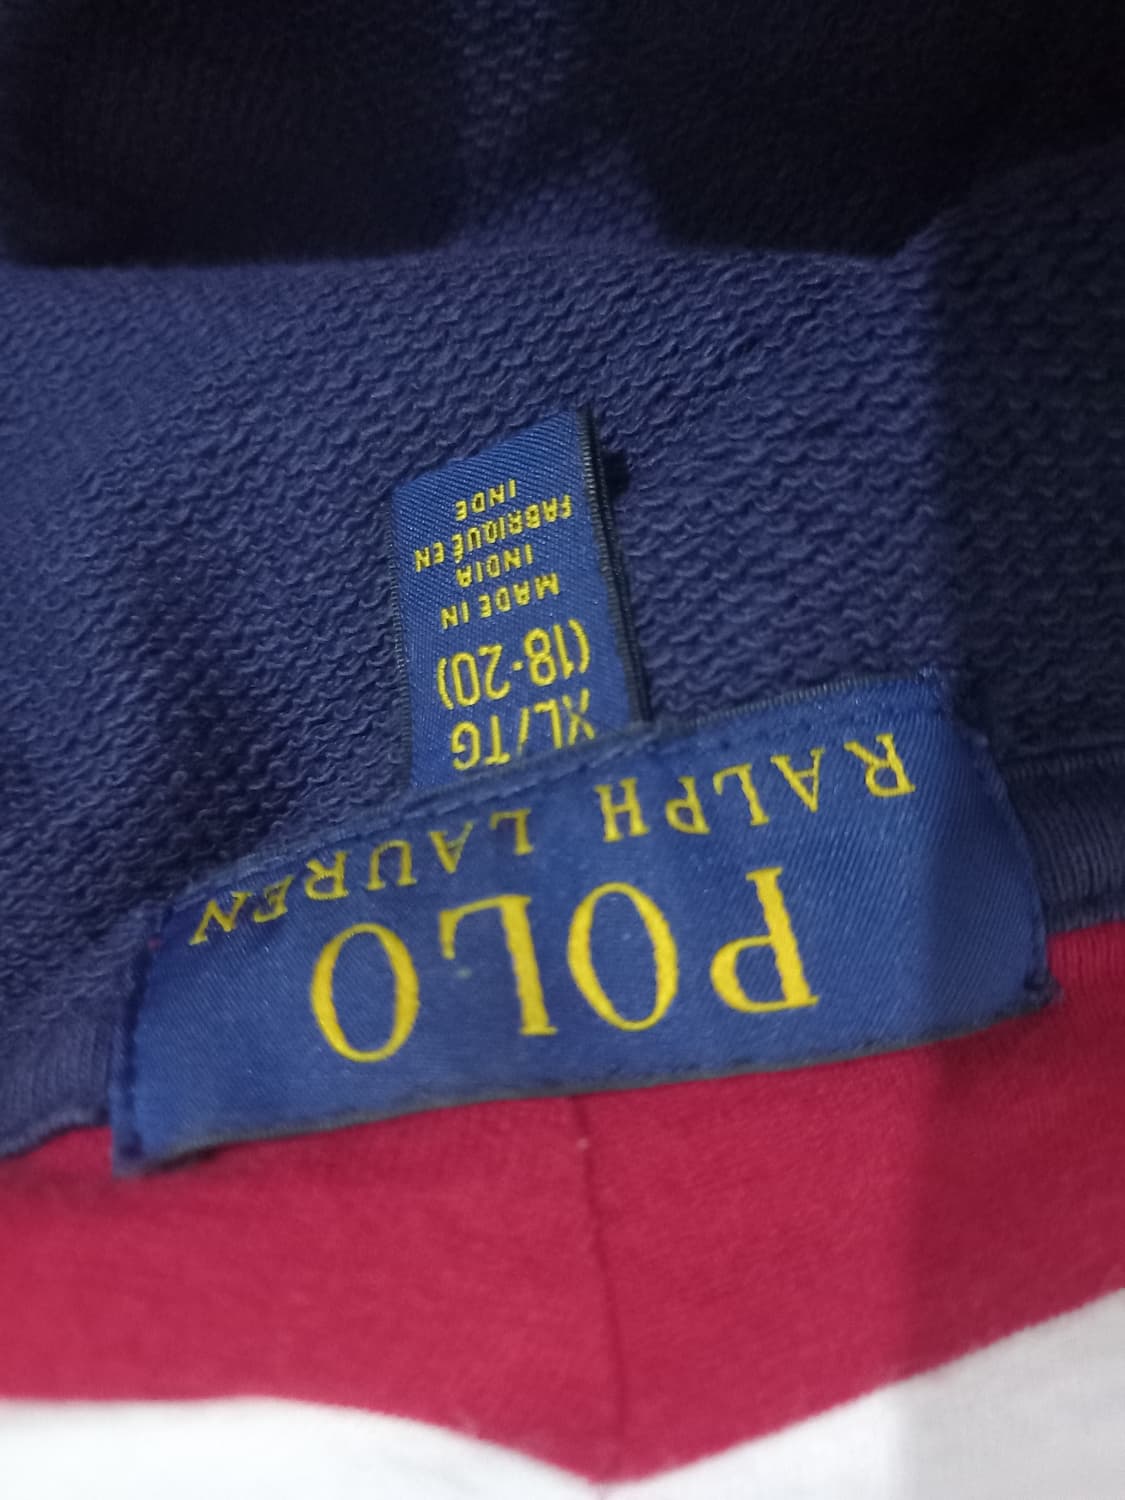 POLO
RALPH LAUREN
XL/TG
(18-20)
MADE IN
INDIA
FABRIQUÉ EN
INDE